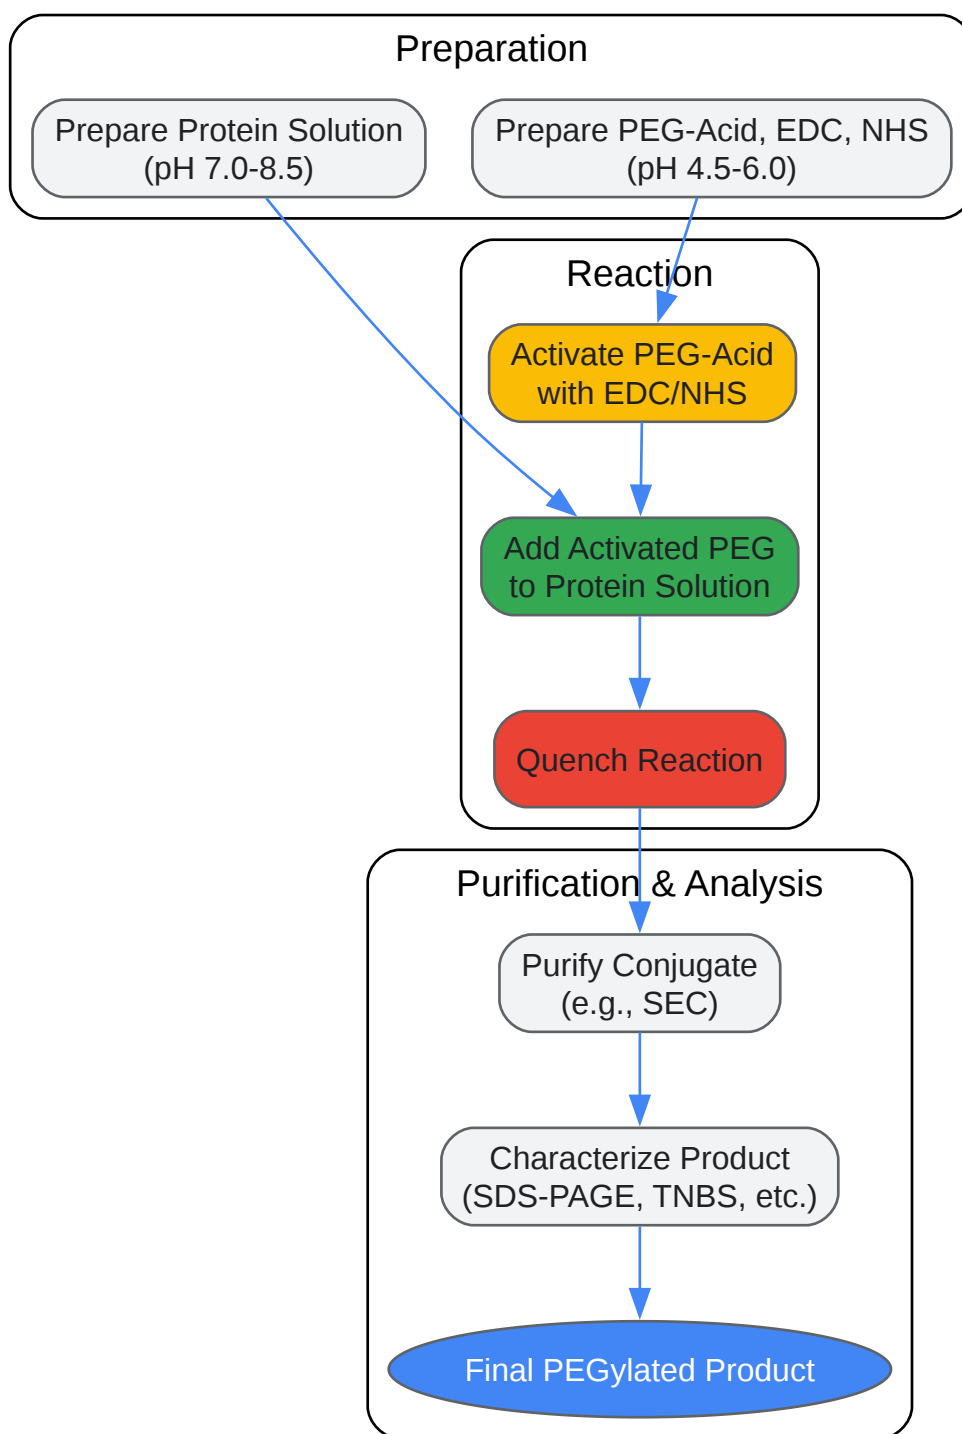 Preparation
Prepare Protein Solution
(pH 7.0-8.5)
Prepare PEG-Acid, EDC, NHS
(pH 4.5-6.0)
Reaction
Activate PEG-Acid
with EDC/NHS
Add Activated PEG
to Protein Solution
Quench Reaction
Purification & Analysis
Purify Conjugate
(e.g., SEC)
Characterize Product
(SDS-PAGE, TNBS, etc.)
Final PEGylated Product